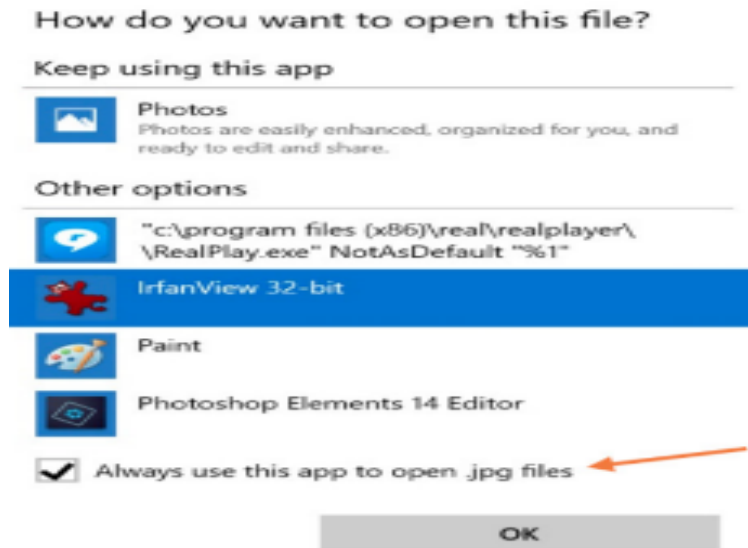 How do you want to open this file?
Keep using this app
Photos
Photos are easily enhanced, organized for you, and
ready to edit and share.
Other options
"c:\program files (x86)\real\realplayer\
\RealPlay.exe" NotAsDefault "%1"
IrfanView 32-bit
Paint
Photoshop Elements 14 Editor
Always use this app to open .jpg files
OK